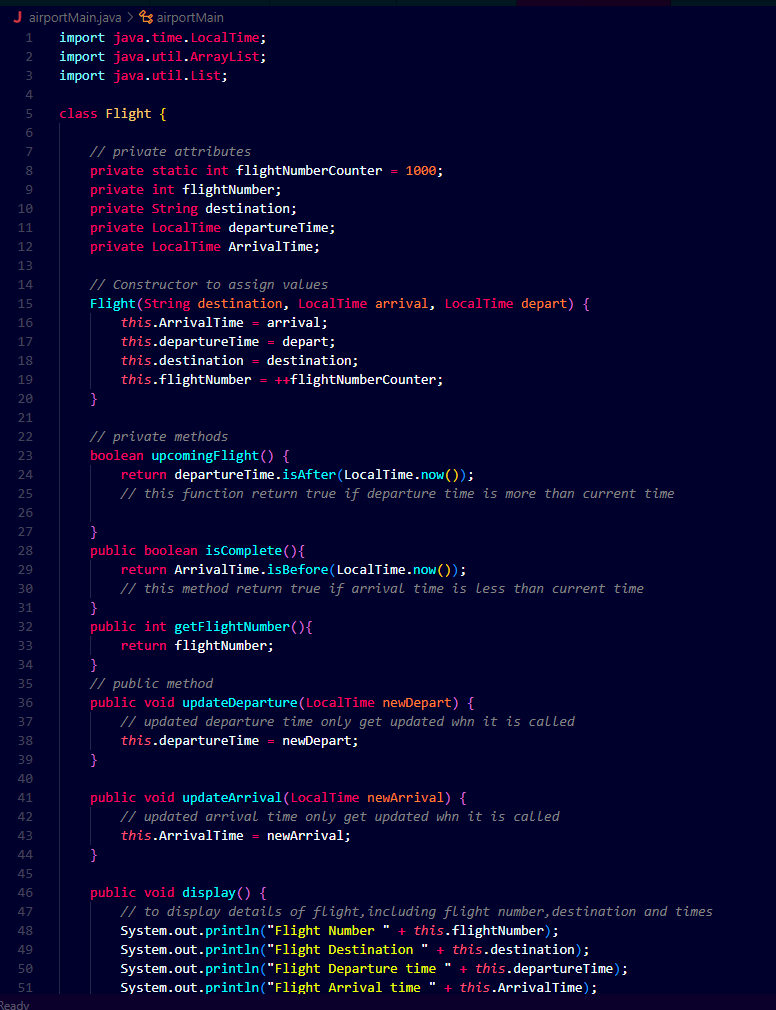 airportMain.java > airportMain
1 import java.time.LocalTime;
2 import java.util.ArrayList;
3 import java.util.List;
4
5 class Flight {
6
7 // private attributes
8 private static int flightNumberCounter = 1000;
9 private int flightNumber;
10 private String destination;
11 private LocalTime departureTime;
12 private LocalTime ArrivalTime;
13
14 // Constructor to assign values
15 Flight(String destination, LocalTime arrival, LocalTime depart) {
16 this.ArrivalTime = arrival;
17 this.departureTime = depart;
18 this.destination = destination;
19 this.flightNumber = ++flightNumberCounter;
20 }
21
22 // private methods
23 boolean upcomingFlight() {
24 return departureTime.isAfter(LocalTime.now());
25 // this function return true if departure time is more than current time
26
27 }
28 public boolean isComplete(){
29 return ArrivalTime.isBefore(LocalTime.now());
30 // this method return true if arrival time is less than current time
31 }
32 public int getFlightNumber(){
33 return flightNumber;
34 }
35 // public method
36 public void updateDeparture(LocalTime newDepart) {
37 // updated departure time only get updated whn it is called
38 this.departureTime = newDepart;
39 }
40
41 public void updateArrival(LocalTime newArrival) {
42 // updated arrival time only get updated whn it is called
43 this.ArrivalTime = newArrival;
44 }
45
46 public void display() {
47 // to display details of flight,including flight number,destination and times
48 System.out.println("Flight Number " + this.flightNumber);
49 System.out.println("Flight Destination " + this.destination);
50 System.out.println("Flight Departure time " + this.departureTime);
51 System.out.println("Flight Arrival time " + this.ArrivalTime);
Ready